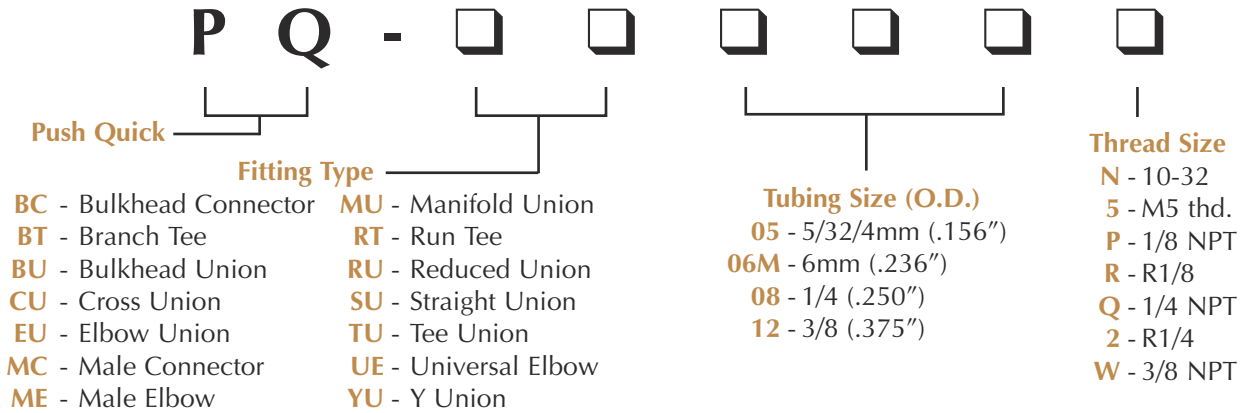 P Q -
Push Quick
Fitting Type
BC - Bulkhead Connector
BT - Branch Tee
BU - Bulkhead Union
CU - Cross Union
EU - Elbow Union
MC - Male Connector
ME - Male Elbow
MU - Manifold Union
RT - Run Tee
RU - Reduced Union
SU - Straight Union
TU - Tee Union
UE - Universal Elbow
YU - Y Union
Tubing Size (O.D.)
05 - 5/32/4mm (.156″)
06M - 6mm (.236″)
08 - 1/4 (.250″)
12 - 3/8 (.375″)
Thread Size
N - 10-32
5 - M5 thd.
P - 1/8 NPT
R - R1/8
Q - 1/4 NPT
2 - R1/4
W - 3/8 NPT